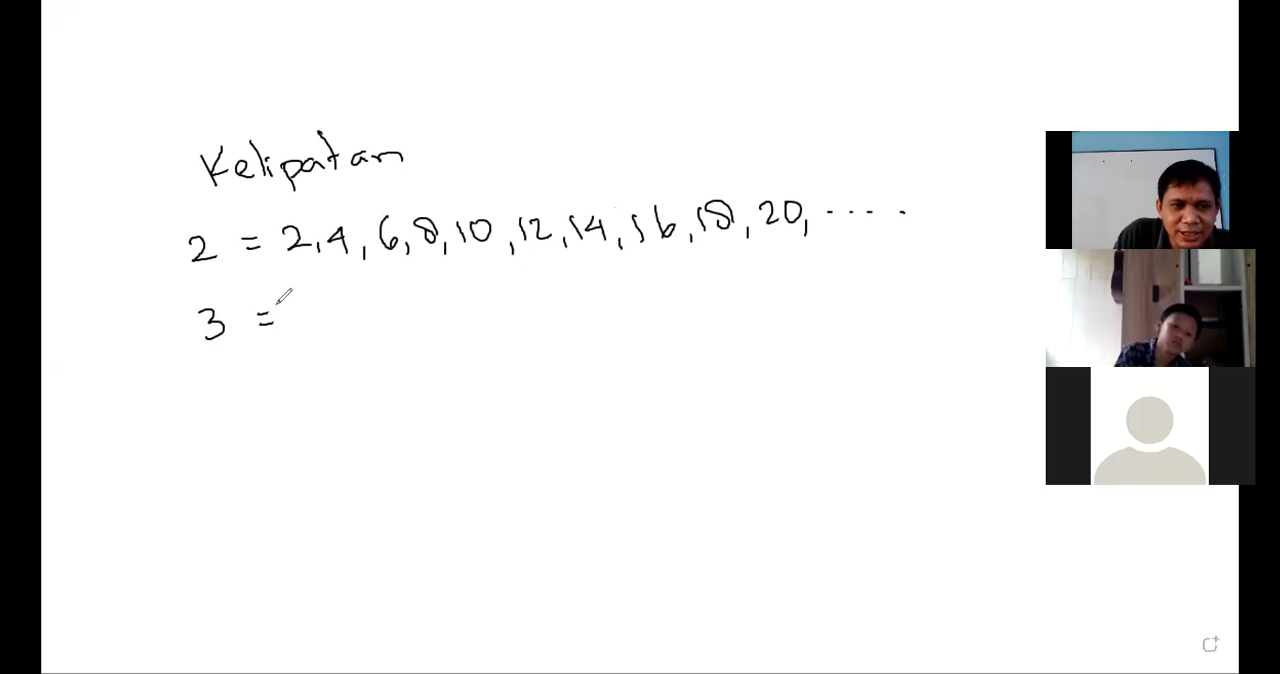 Kelipatan
2 = 2, 4, 6, 8, 10, 12, 14, 16, 18, 20, .....
3 =